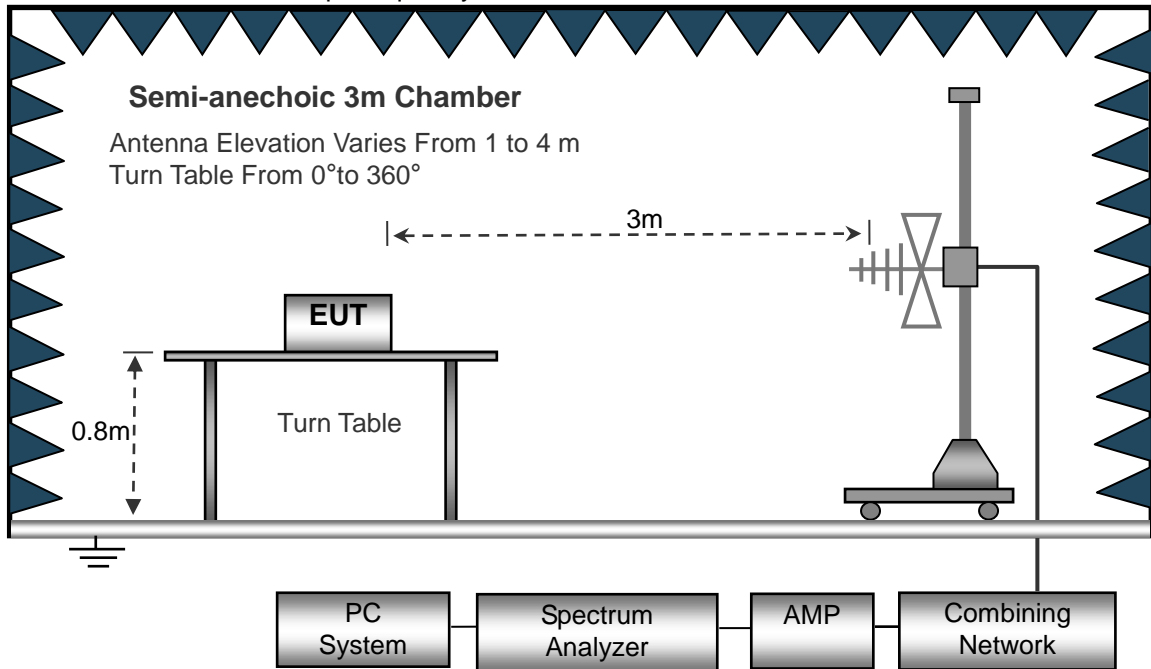 Semi-anechoic 3m Chamber
Antenna Elevation Varies From 1 to 4 m
Turn Table From 0°to 360°
3m
EUT
0.8m
Turn Table
PC
System
Spectrum
Analyzer
AMP
Combining
Network